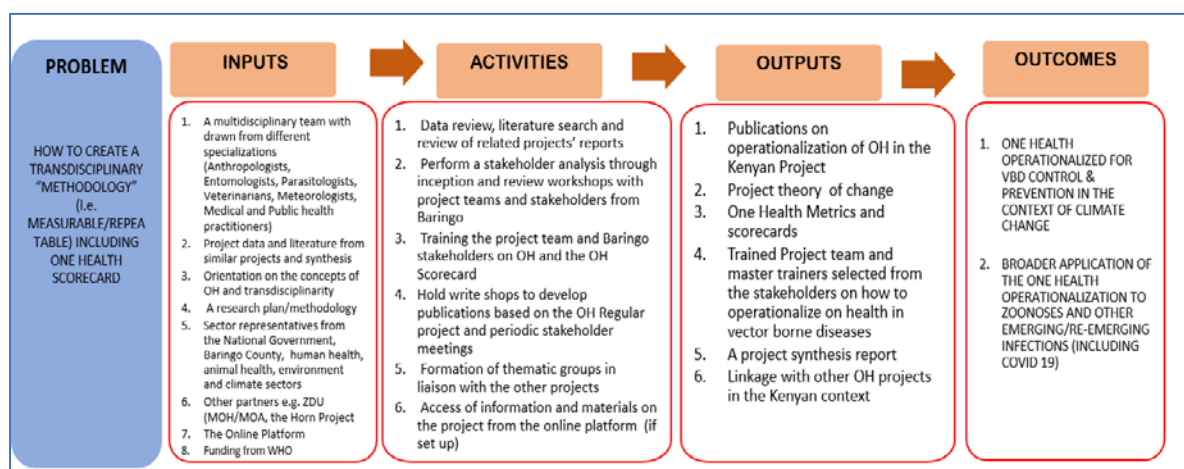 PROBLEM
HOW TO CREATE A
TRANSDISCIPLINARY
“METHODOLOGY”
(i.e.
MEASURABLE/REPEA
TABLE) INCLUDING
ONE HEALTH
SCORECARD
INPUTS
1. A multidisciplinary team with
drawn from different
specializations
(Anthropologists,
Entomologists, Parasitologists,
Veterinarians, Meteorologists,
Medical and Public health
practitioners)
2. Project data and literature from
similar projects and synthesis
3. Orientation on the concepts of
OH and transdisciplinarity
4. A research plan/methodology
5. Sector representatives from
the National Government,
Baringo County, human health,
animal health, environment
and climate sectors
6. Other partners e.g. ZDU
(MOH/MOA, the Horn Project
7. The Online Platform
8. Funding from WHO
ACTIVITIES
1. Data review, literature search and
review of related projects’ reports
2. Perform a stakeholder analysis through
inception and review workshops with
project teams and stakeholders from
Baringo
3. Training the project team and Baringo
stakeholders on OH and the OH
Scorecard
4. Hold write shops to develop
publications based on the OH Regular
project and periodic stakeholder
meetings
5. Formation of thematic groups in
liaison with the other projects
6. Access of information and materials on
the project from the online platform (if
set up)
OUTPUTS
1. Publications on
operationalization of OH in the
Kenyan Project
2. Project theory of change
3. One Health Metrics and
scorecards
4. Trained Project team and
master trainers selected from
the stakeholders on how to
operationalize on health in
vector borne diseases
5. A project synthesis report
6. Linkage with other OH projects
in the Kenyan context
OUTCOMES
1. ONE HEALTH
OPERATIONALIZED FOR
VBD CONTROL &
PREVENTION IN THE
CONTEXT OF CLIMATE
CHANGE
2. BROADER APPLICATION OF
THE ONE HEALTH
OPERATIONALIZATION TO
ZOONOSES AND OTHER
EMERGING/RE-EMERGING
INFECTIONS (INCLUDING
COVID 19)